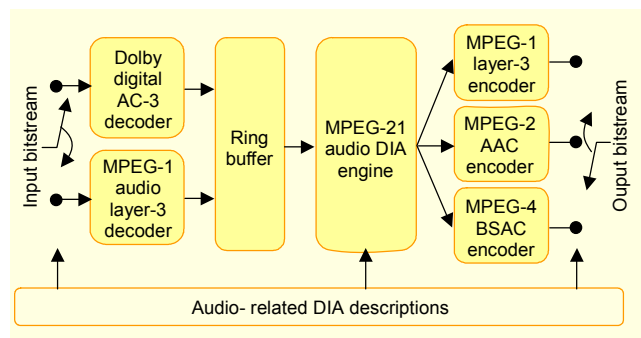 Input bitstream
Dolby
digital
AC-3
decoder
MPEG-1
audio
layer-3
decoder
Ring
buffer
MPEG-21
audio DIA
engine
MPEG-1
layer-3
encoder
MPEG-2
AAC
encoder
MPEG-4
BSAC
encoder
Ouput bitstream
Audio- related DIA descriptions